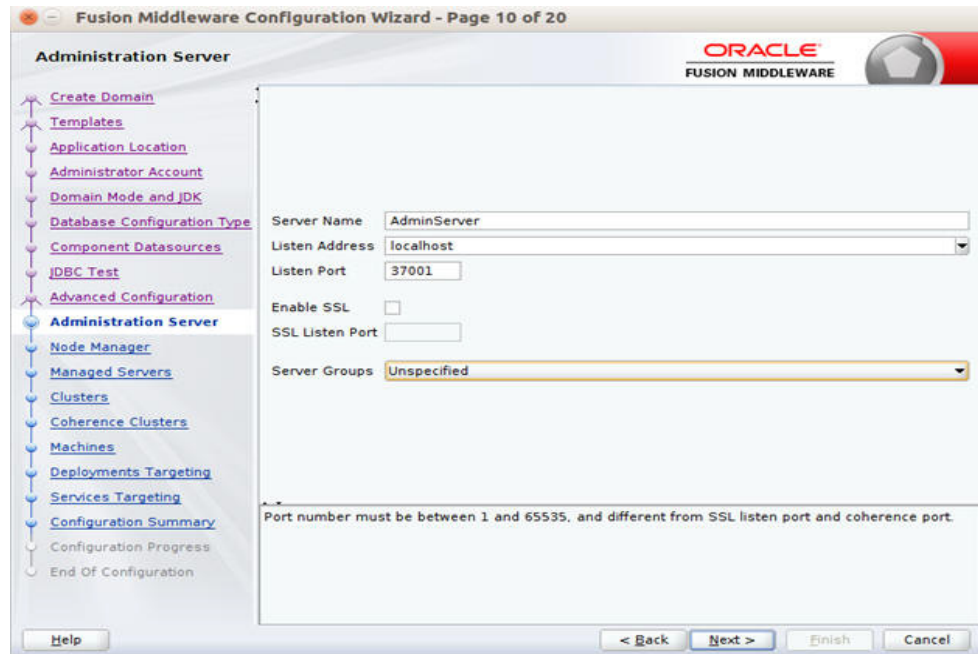 Fusion Middleware Configuration Wizard - Page 10 of 20
Administration Server
ORACLE
FUSION MIDDLEWARE
Create Domain
Templates
Application Location
Administrator Account
Domain Mode and JDK
Database Configuration Type
Component Datasources
JDBC Test
Advanced Configuration
Administration Server
Node Manager
Managed Servers
Clusters
Coherence Clusters
Machines
Deployments Targeting
Services Targeting
Configuration Summary
Configuration Progress
End Of Configuration
Server Name AdminServer
Listen Address localhost
Listen Port 37001
Enable SSL
SSL Listen Port
Server Groups Unspecified
Port number must be between 1 and 65535, and different from SSL listen port and coherence port.
Help < Back Next > Finish Cancel